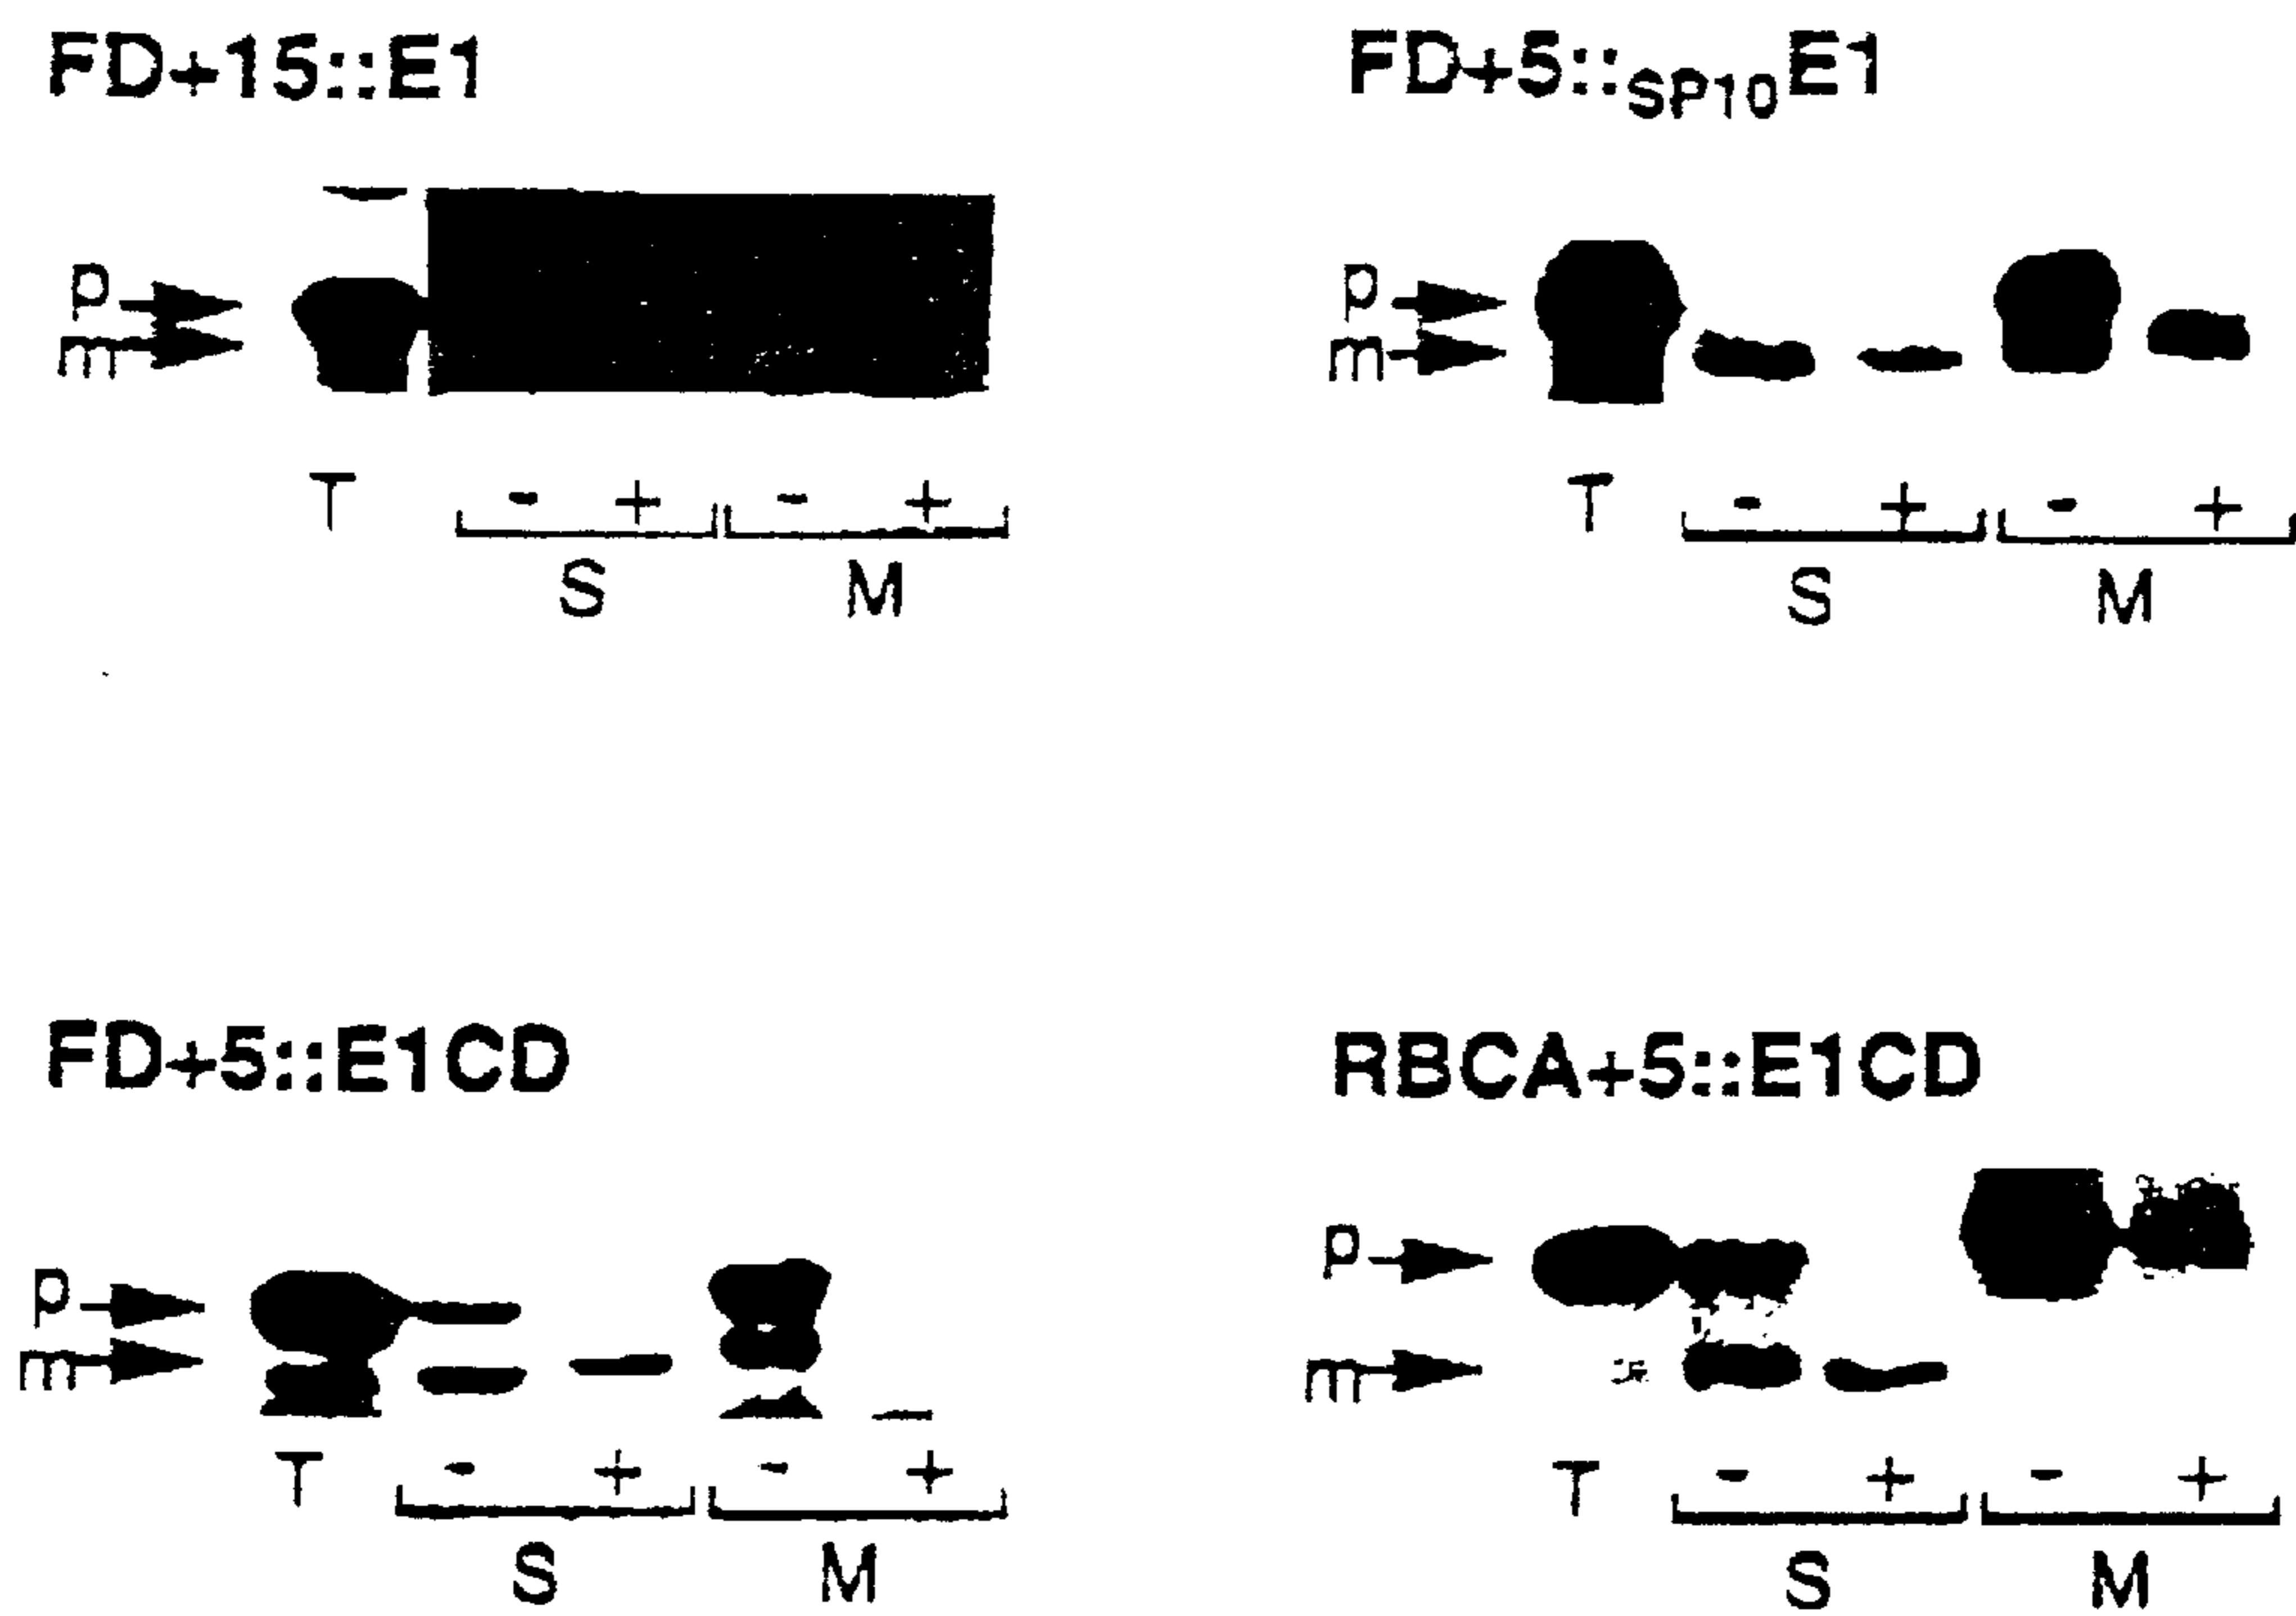 FD+15::E1
p
m
T - + - +
S M
FD+5::SP10E1
p
m
T - + - +
S M
FD+5::E1CD
p
m
T - + - +
S M
RBCA+5::E1CD
p
m
T - + - +
S M